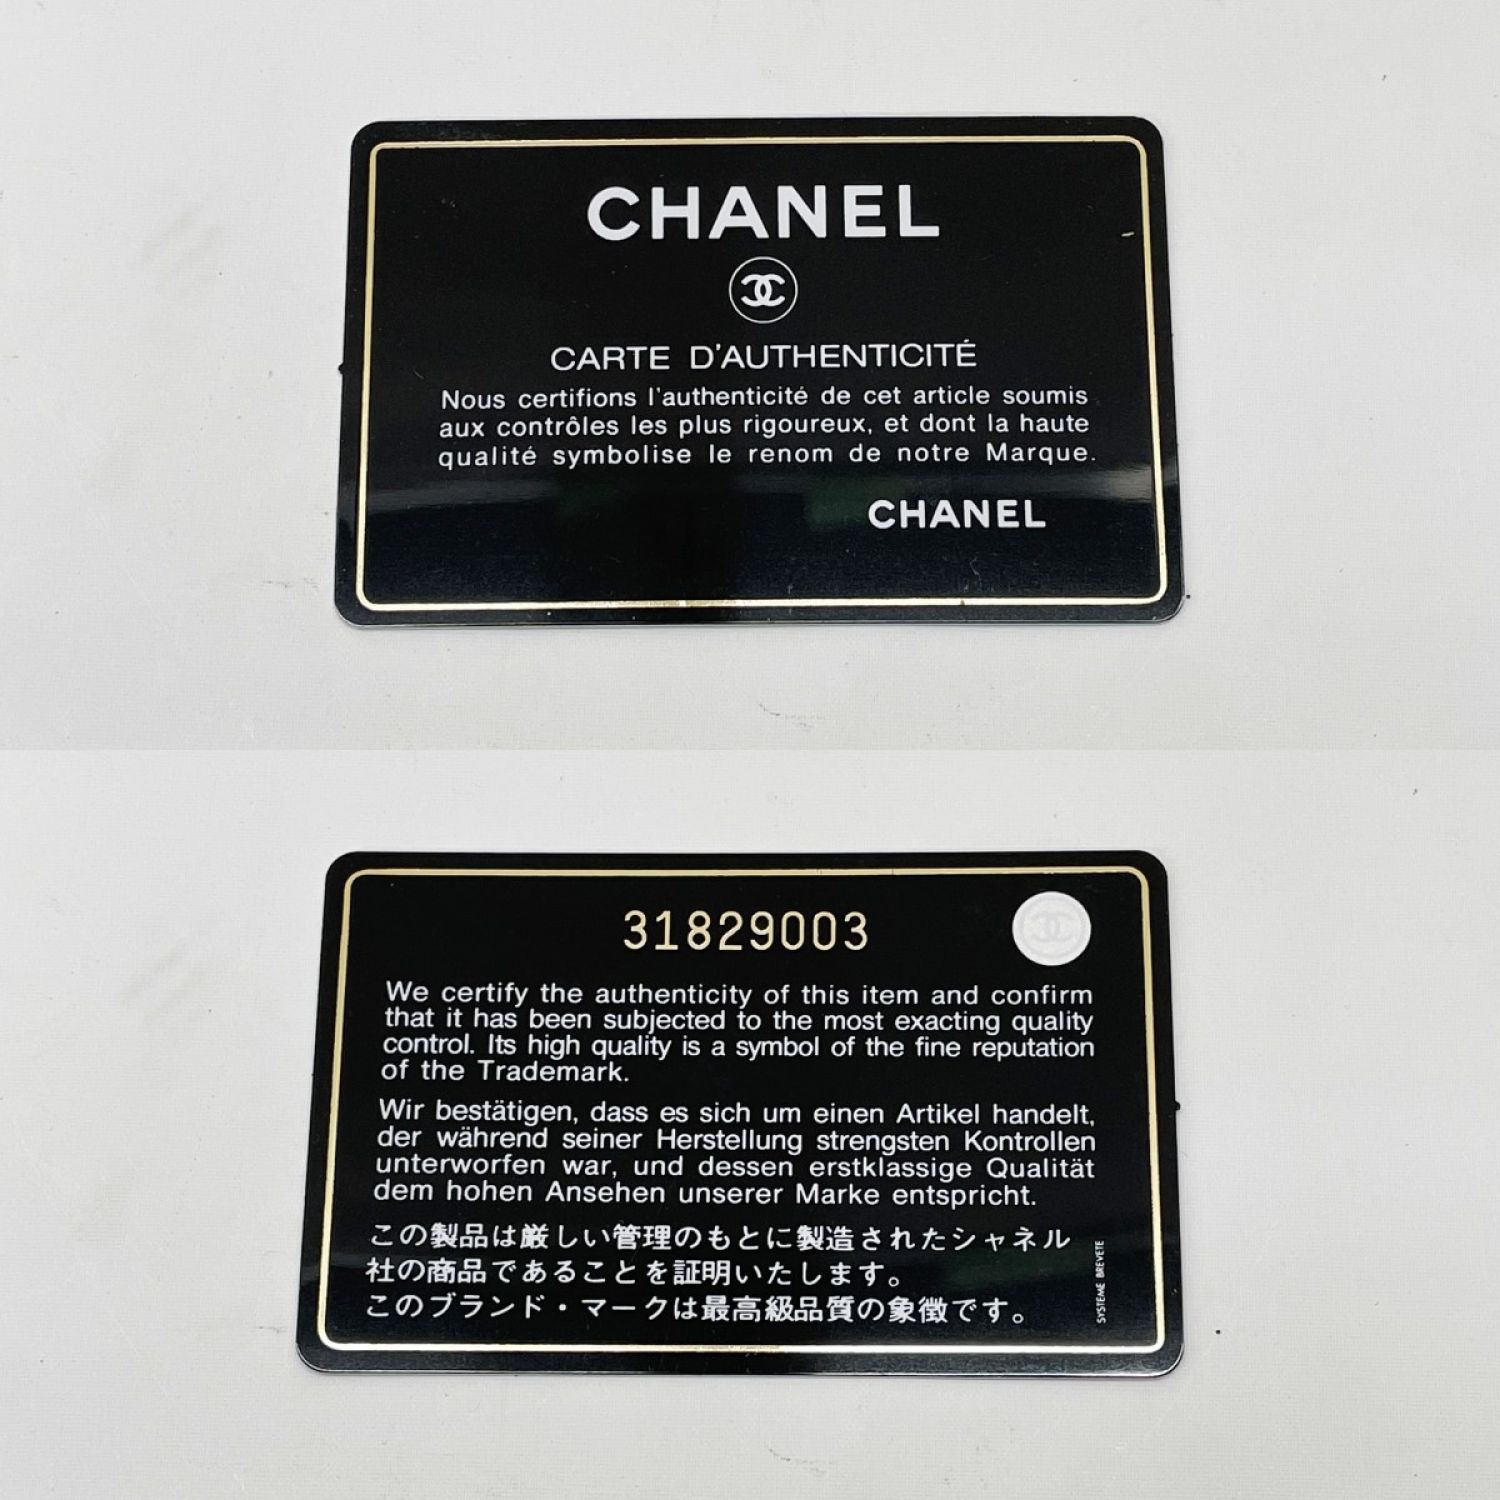 CHANEL
CARTE D'AUTHENTICITÉ
Nous certifions l'authenticité de cet article soumis
aux contrôles les plus rigoureux, et dont la haute
qualité symbolise le renom de notre Marque.
CHANEL
31829003
We certify the authenticity of this item and confirm
that it has been subjected to the most exacting quality
control. Its high quality is a symbol of the fine reputation
of the Trademark.
Wir bestätigen, dass es sich um einen Artikel handelt,
der während seiner Herstellung strengsten Kontrollen
unterworfen war, und dessen erstklassige Qualität
dem hohen Ansehen unserer Marke entspricht.
この製品は厳しい管理のもとに製造されたシャネル
社の商品であることを証明いたします。
このブランド・マークは最高級品質の象徴です。
SYSTEME BREVETE